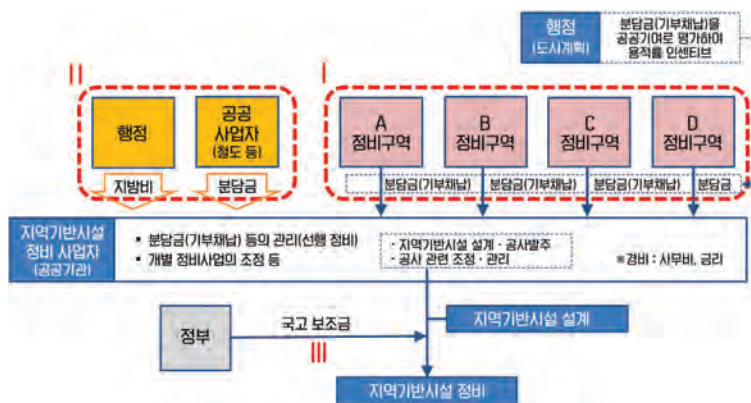 행정
(도시계획)
분담금(기부채납)을
공공기여로 평가하여
용적률 인센티브
II
I
행정
공공
사업자
(철도 등)
A
정비구역
B
정비구역
C
정비구역
D
정비구역
지방비
분담금
분담금(기부채납)
분담금(기부채납)
분담금(기부채납)
분담금
지역기반시설
정비 사업자
(공공기관)
▪ 분담금(기부채납) 등의 관리(선행 정비)
▪ 개별 정비사업의 조정 등
· 지역기반시설 설계 · 공사발주
· 공사 관련 조정 · 관리
※경비 : 사무비, 금리
정부
국고 보조금
III
지역기반시설 설계
지역기반시설 정비